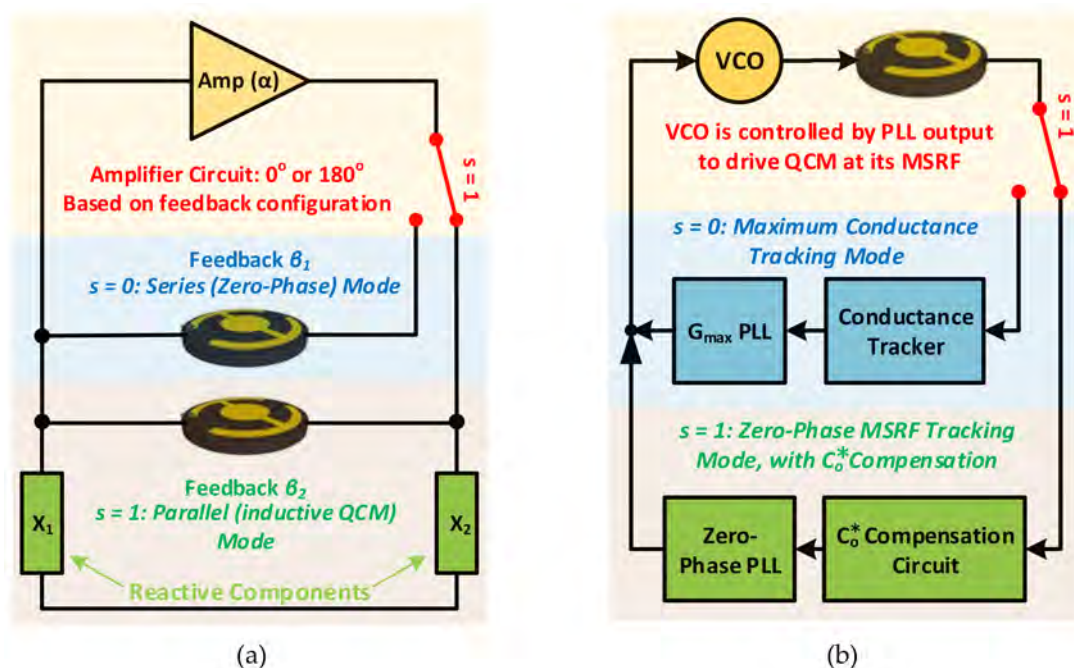 Amp (α)
s = 1
Amplifier Circuit: 0° or 180°
Based on feedback configuration
Feedback β₁
s = 0: Series (Zero-Phase) Mode
Feedback β₂
s = 1: Parallel (inductive QCM)
Mode
X₁
X₂
Reactive Components
(a)
VCO
s = 1
VCO is controlled by PLL output
to drive QCM at its MSRF
s = 0: Maximum Conductance
Tracking Mode
Gₘₐₓ PLL
Conductance
Tracker
s = 1: Zero-Phase MSRF Tracking
Mode, with Cₒ* Compensation
Zero-
Phase PLL
Cₒ* Compensation
Circuit
(b)